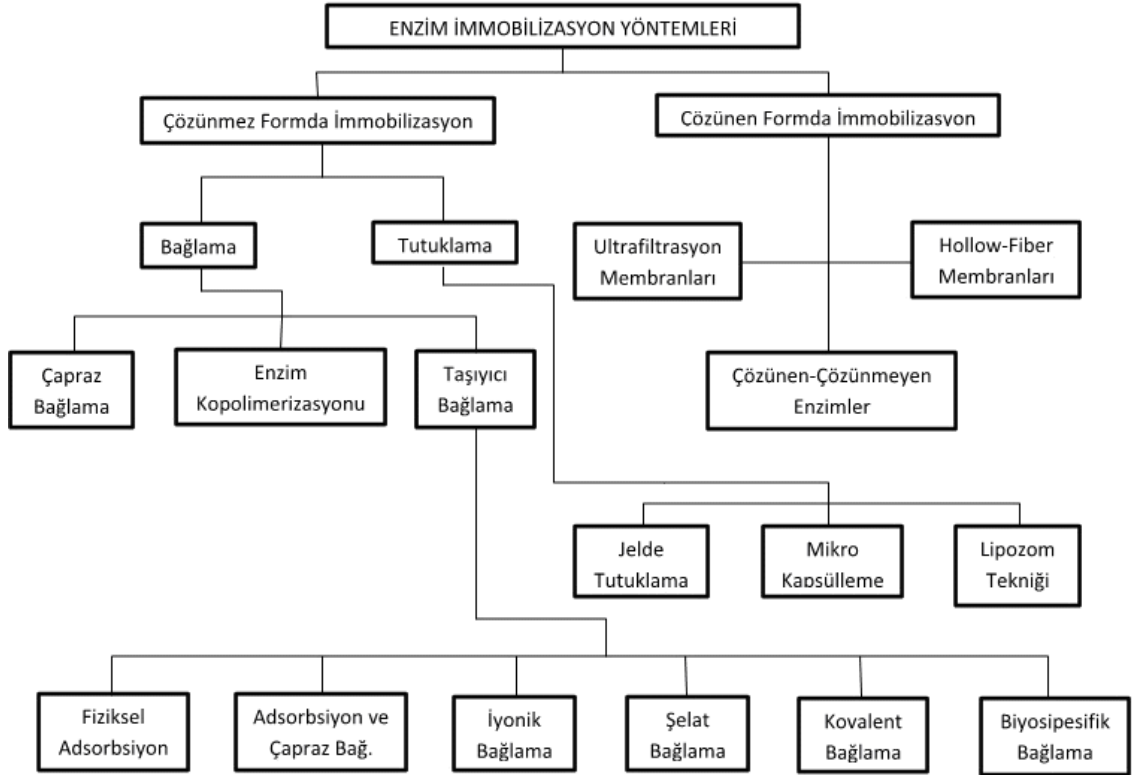 ENZİM İMMOBİLİZASYON YÖNTEMLERİ
Çözünmez Formda İmmobilizasyon
Cözünen Formda İmmobilizasyon
Bağlama
Tutuklama
Ultrafiltrasyon
Membranları
Hollow-Fiber
Membranları
Çapraz
Bağlama
Enzim
Kopolimerizasyonu
Taşıyıcı
Bağlama
Çözünen-Çözünmeyen
Enzimler
Jelde
Tutuklama
Mikro
Kapsülleme
Lipozom
Tekniği
Fiziksel
Adsorbsiyon
Adsorbsiyon ve
Çapraz Bağ.
İyonik
Bağlama
Şelat
Bağlama
Kovalent
Bağlama
Biyosipesifik
Bağlama